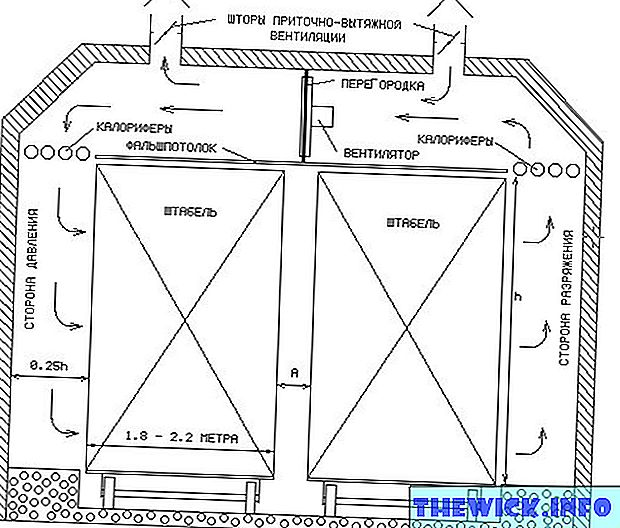 ШТОРЫ ПРИТОЧНО-ВЫТЯЖНОЙ
ВЕНТИЛЯЦИИ
ПЕРЕГОРОДКА
КАЛОРИФЕРЫ
КАЛОРИФЕРЫ
ФАЛЬШПОТОЛОК
ВЕНТИЛЯТОР
ШТАБЕЛЬ
ШТАБЕЛЬ
СТОРОНА ДАВЛЕНИЯ
СТОРОНА РАЗРЯЖЕНИЯ
h
0.25h
A
1.8 - 2.2 МЕТРА
THEWICK.INFO